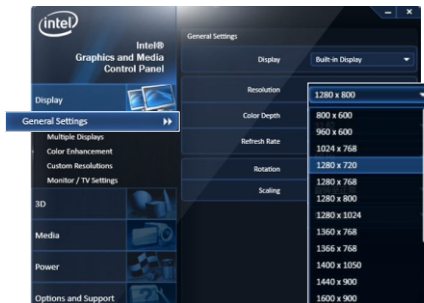 intel
Intel®
Graphics and Media
Control Panel
Display
General Settings
Multiple Displays
Color Enhancement
Custom Resolutions
Monitor / TV Settings
3D
Media
Power
Options and Support
General Settings
Display
Built-in Display
Resolution
1280 x 800
Color Depth
Refresh Rate
Rotation
Scaling
800 x 600
960 x 600
1024 x 768
1280 x 720
1280 x 768
1280 x 800
1280 x 1024
1360 x 768
1366 x 768
1400 x 1050
1440 x 900
1600 x 900